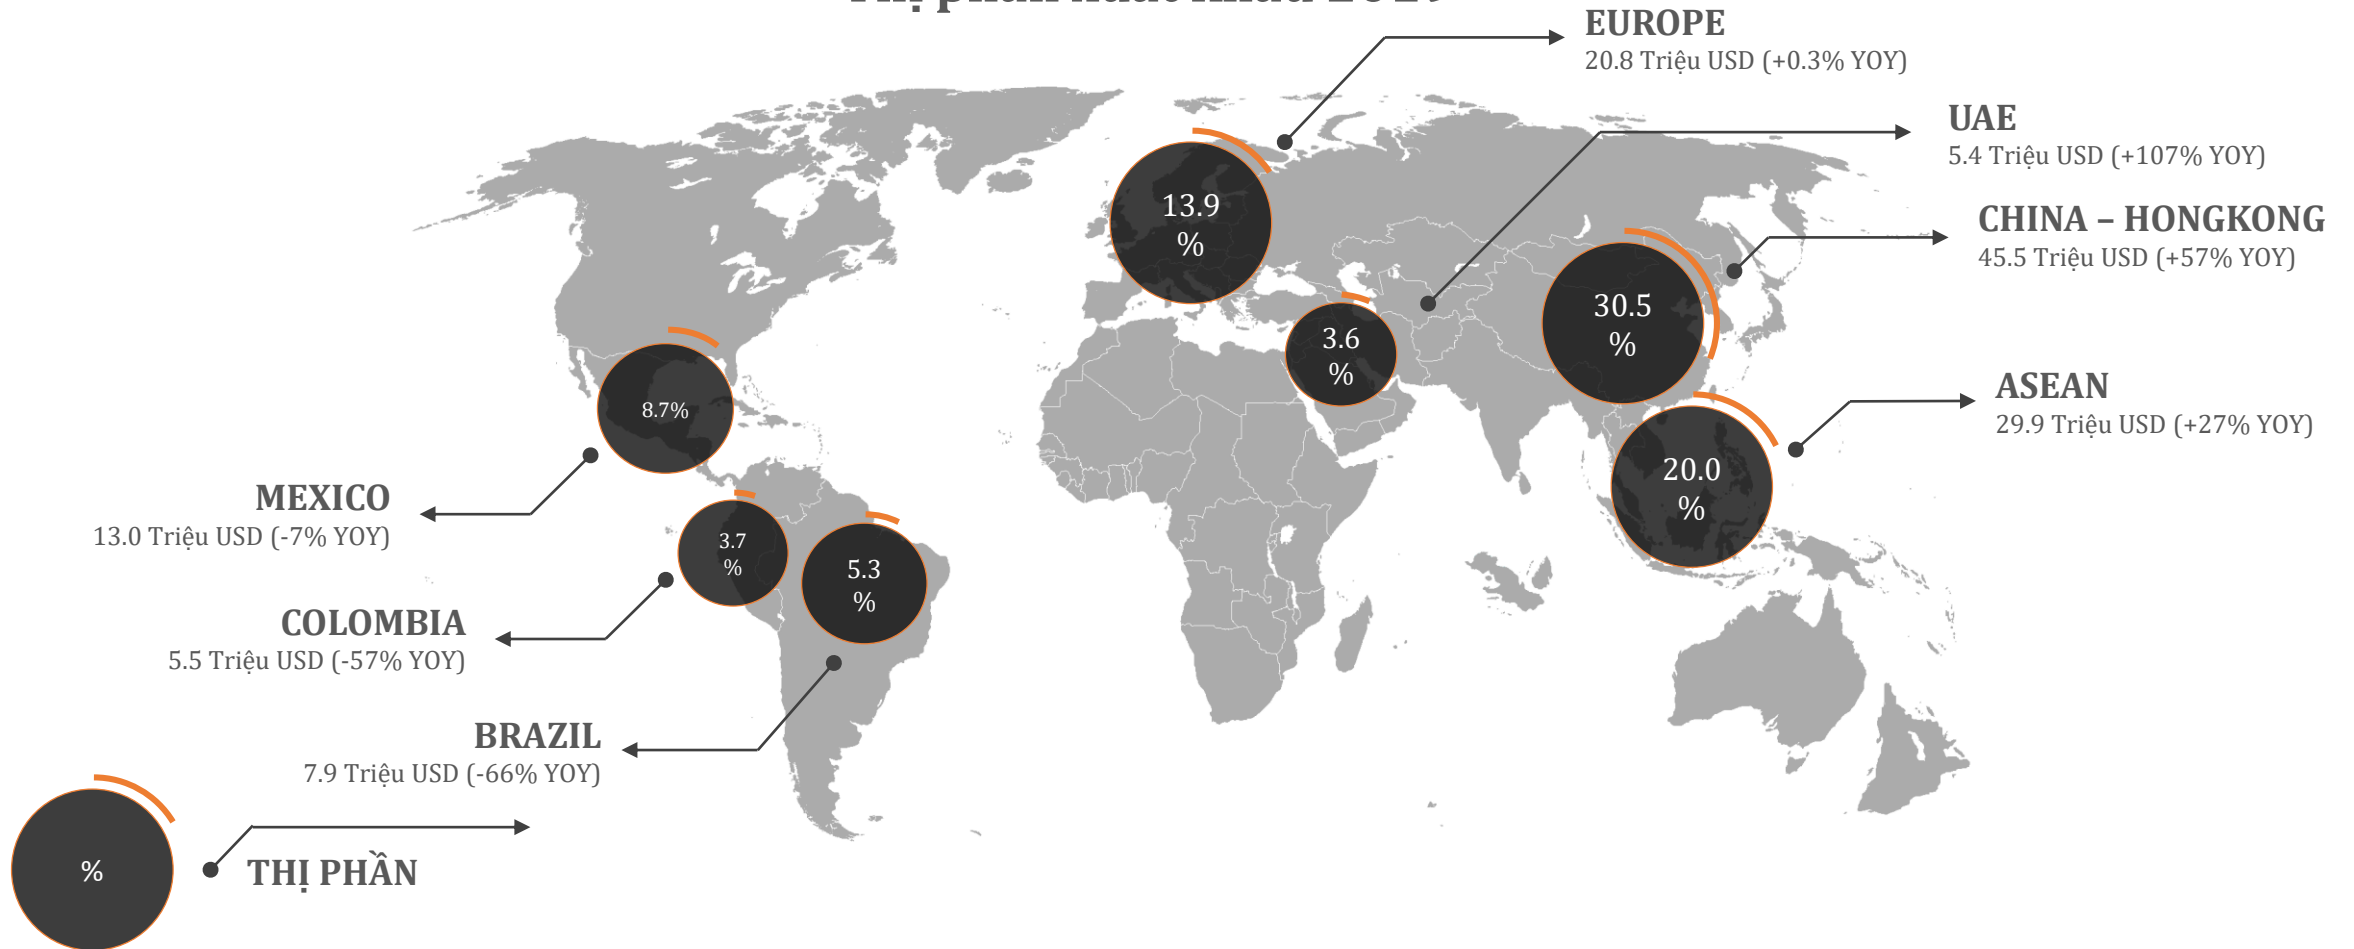 EUROPE
20.8 Triệu USD (+0.3% YOY)
UAE
5.4 Triệu USD (+107% YOY)
CHINA – HONGKONG
45.5 Triệu USD (+57% YOY)
ASEAN
29.9 Triệu USD (+27% YOY)
13.9
%
30.5
%
3.6
%
20.0
%
8.7%
3.7
%
5.3
%
MEXICO
13.0 Triệu USD (-7% YOY)
COLOMBIA
5.5 Triệu USD (-57% YOY)
BRAZIL
7.9 Triệu USD (-66% YOY)
%
THỊ PHẦN